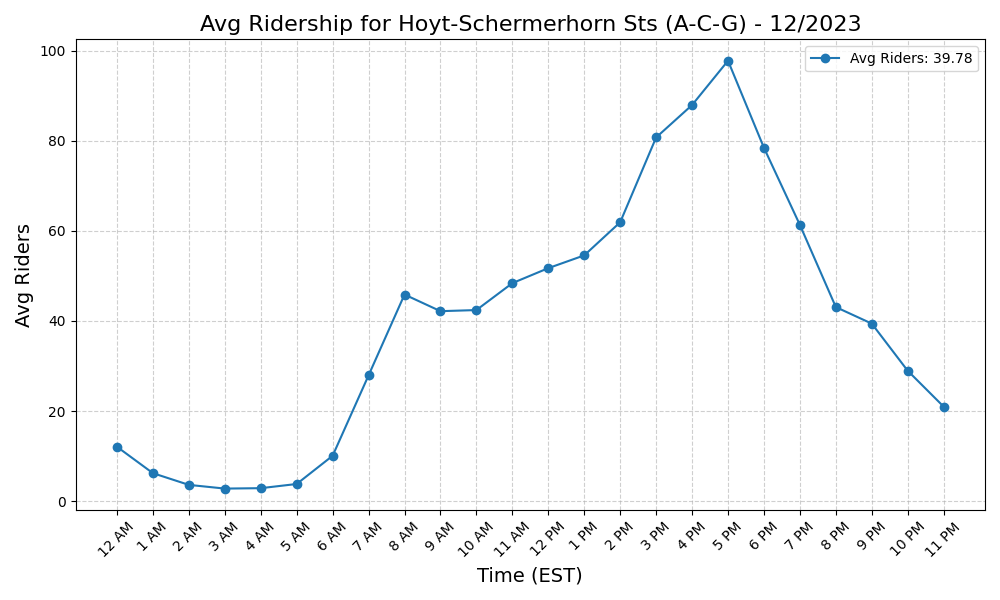 Avg Ridership for Hoyt-Schermerhorn Sts (A-C-G) - 12/2023
Avg Riders: 39.78
Avg Riders
100
80
60
40
20
0
12 AM
1 AM
2 AM
3 AM
4 AM
5 AM
6 AM
7 AM
8 AM
9 AM
10 AM
11 AM
12 PM
1 PM
2 PM
3 PM
4 PM
5 PM
6 PM
7 PM
8 PM
9 PM
10 PM
11 PM
Time (EST)